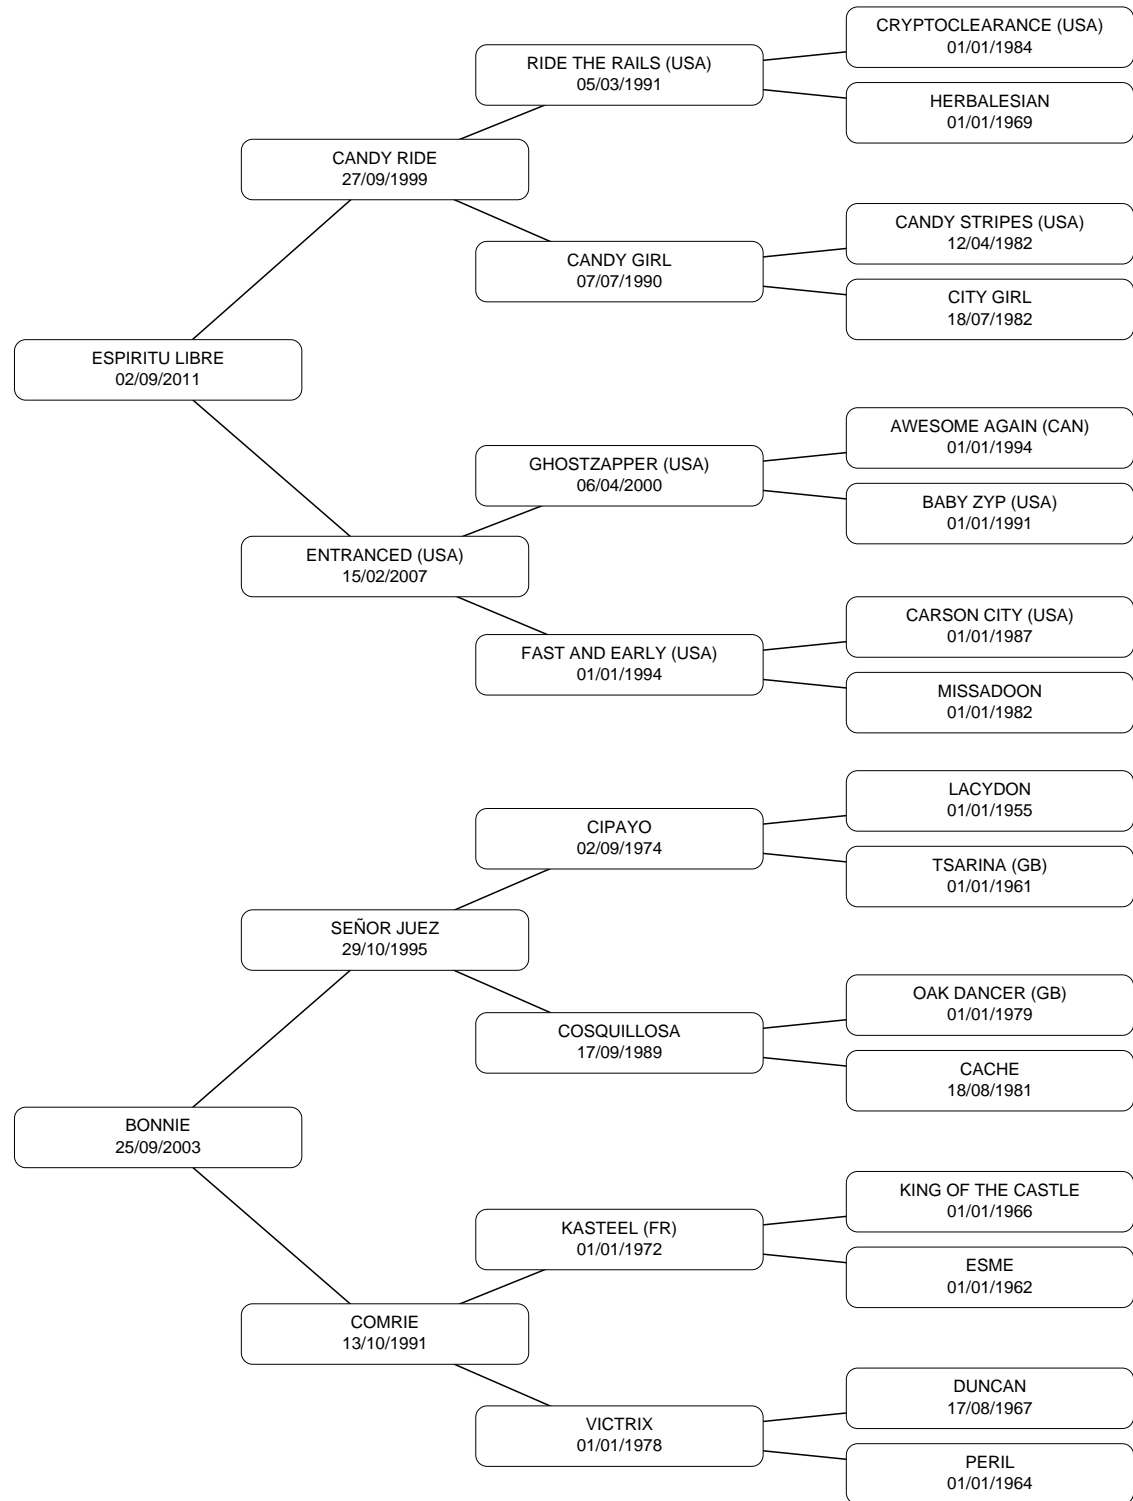 CRYPTOCLEARANCE (USA)
01/01/1984
RIDE THE RAILS (USA)
05/03/1991
HERBALESIAN
01/01/1969
CANDY RIDE
27/09/1999
CANDY STRIPES (USA)
12/04/1982
CANDY GIRL
07/07/1990
CITY GIRL
18/07/1982
ESPIRITU LIBRE
02/09/2011
AWESOME AGAIN (CAN)
01/01/1994
GHOSTZAPPER (USA)
06/04/2000
BABY ZYP (USA)
01/01/1991
ENTRANCED (USA)
15/02/2007
CARSON CITY (USA)
01/01/1987
FAST AND EARLY (USA)
01/01/1994
MISSADOON
01/01/1982
LACYDON
01/01/1955
CIPAYO
02/09/1974
TSARINA (GB)
01/01/1961
SEÑOR JUEZ
29/10/1995
OAK DANCER (GB)
01/01/1979
COSQUILLOSA
17/09/1989
CACHE
18/08/1981
BONNIE
25/09/2003
KING OF THE CASTLE
01/01/1966
KASTEEL (FR)
01/01/1972
ESME
01/01/1962
COMRIE
13/10/1991
DUNCAN
17/08/1967
VICTRIX
01/01/1978
PERIL
01/01/1964